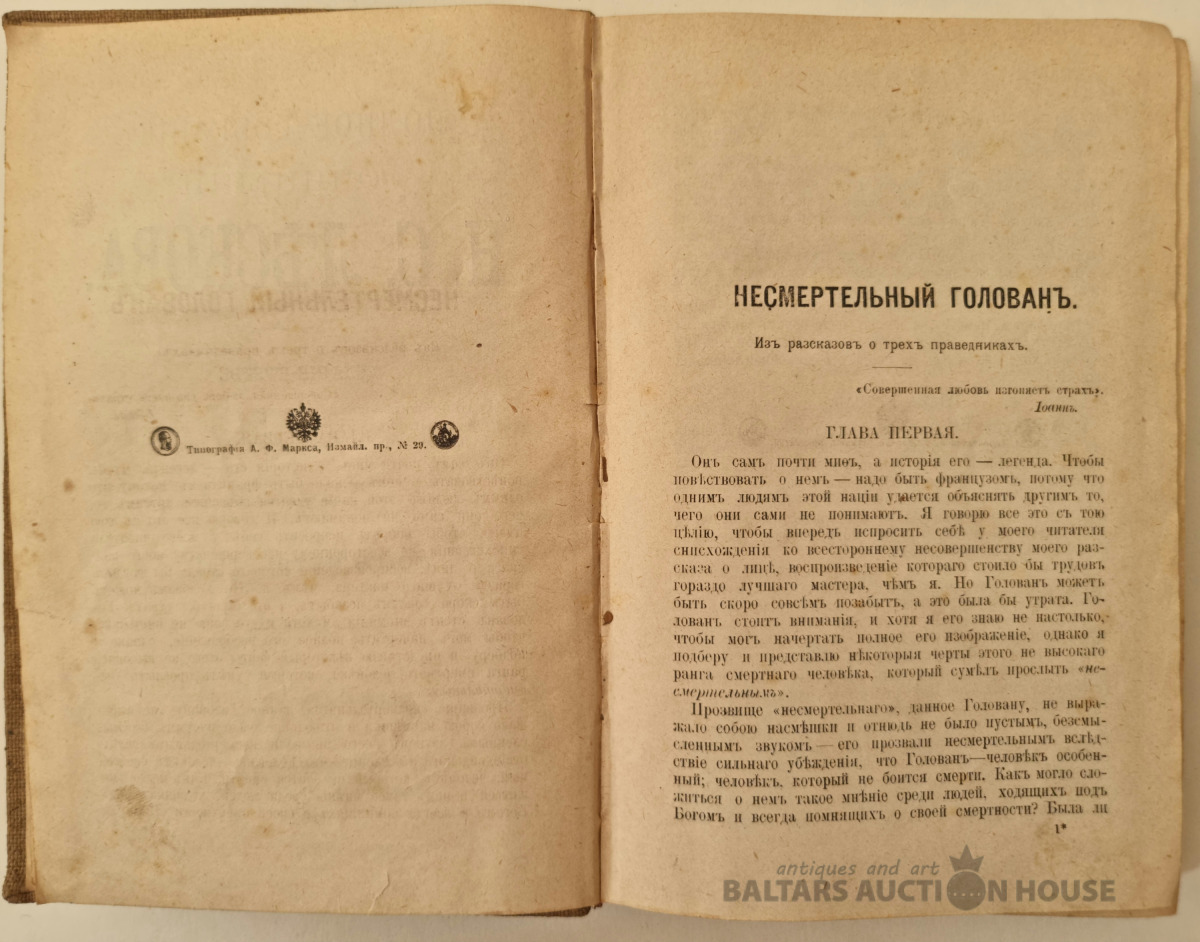 Типографія А. Ф. Маркса, Измайл. пр., № 29.
НЕСМЕРТЕЛЬНЫЙ ГОЛОВАНЪ.
Изъ разсказовъ о трехъ праведникахъ.
«Совершенная любовь изгоняетъ страхъ».
Іоаннъ.
ГЛАВА ПЕРВАЯ.
Онъ самъ почти миѳъ, а исторія его — легенда. Чтобы
повѣствовать о немъ — надо быть французомъ, потому что
однимъ людямъ этой націи удается объяснять другимъ то,
чего они сами не понимаютъ. Я говорю все это съ тою
цѣлію, чтобы впередъ испросить себѣ у моего читателя
снисхожденія ко всестороннему несовершенству моего раз-
сказа о лицѣ, воспроизведеніе котораго стоило бы трудовъ
гораздо лучшаго мастера, чѣмъ я. Но Голованъ можетъ
быть скоро совсѣмъ позабытъ, а это была бы утрата. Го-
лованъ стоитъ вниманія, и хотя я его знаю не настолько,
чтобы могъ начертать полное его изображеніе, однако я
подберу и представлю нѣкоторыя черты этого не высокаго
ранга смертнаго человѣка, который сумѣлъ прослыть «не-
смертельнымъ».
Прозвище «несмертельнаго», данное Головану, не выра-
жало собою насмѣшки и отнюдь не было пустымъ, безсмы-
сленнымъ звукомъ — его прозвали несмертельнымъ вслѣд-
ствіе сильнаго убѣжденія, что Голованъ—человѣкъ особен-
ный; человѣкъ, который не боится смерти. Какъ могло сло-
житься о немъ такое мнѣніе среди людей, ходящихъ подъ
Богомъ и всегда помнящихъ о своей смертности? Была ли
1*
antiques and art
BALTARS AUCTION HOUSE